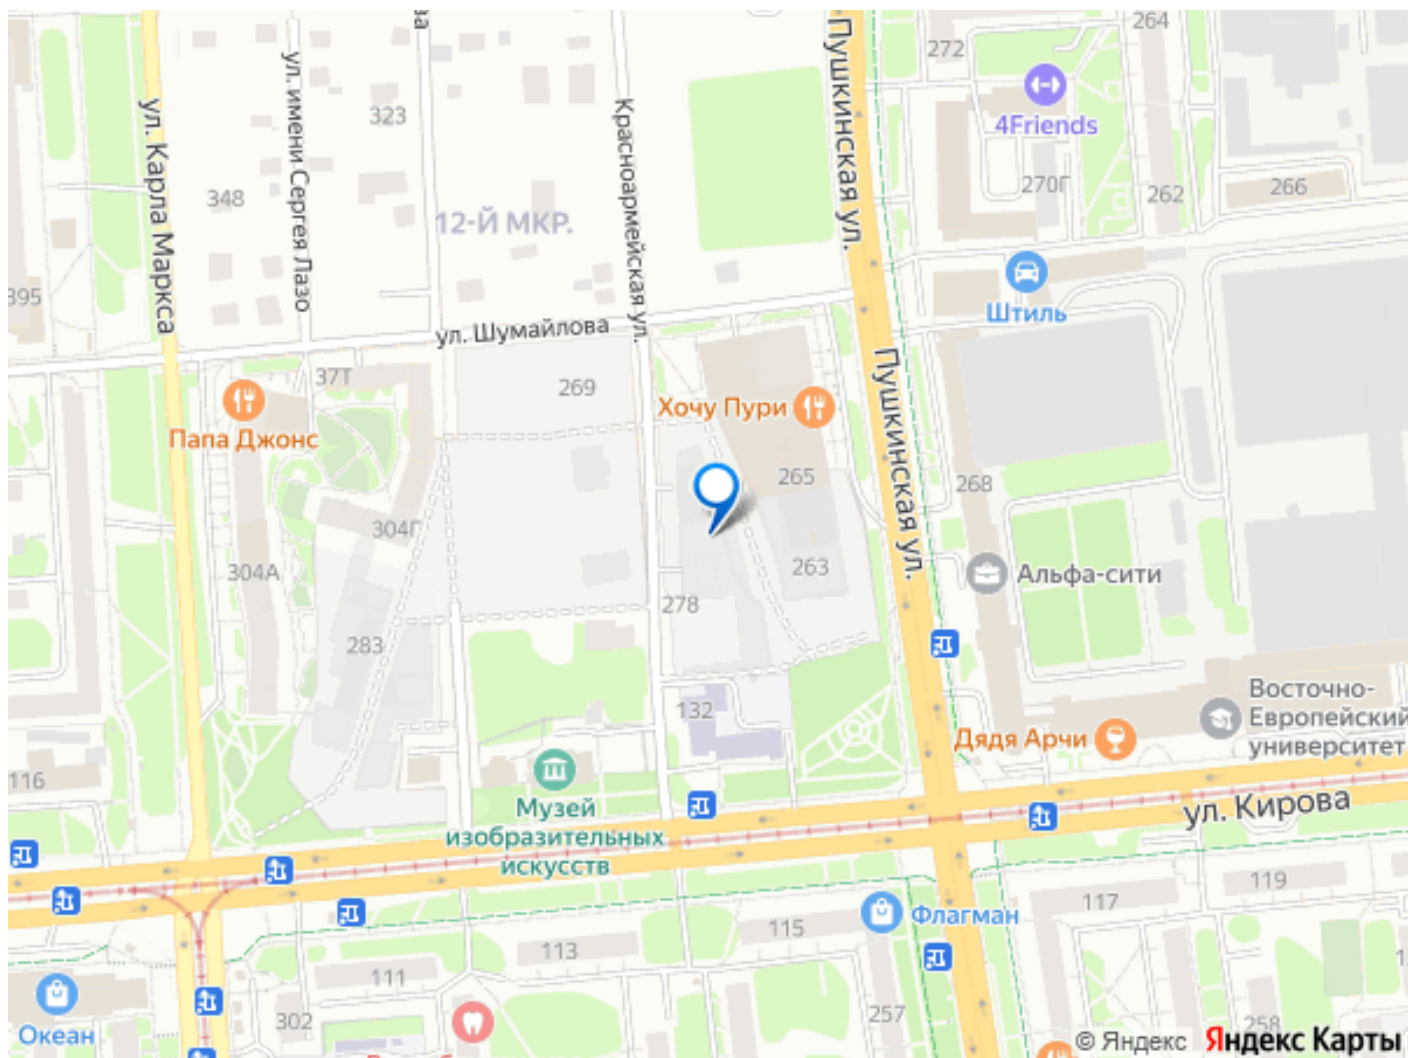 264
272
4Friends
ул. имени Сергея Лазо
323
ул. Карла Маркса
Красноармейская ул.
Пушкинская ул.
270Г
262
266
348
12-Й МКР.
395
Штиль
ул. Шумайлова
37Т
269
Хочу Пури
Папа Джонс
Пушкинская ул.
265
268
304Г
304А
263
Альфа-сити
278
283
132
Восточно-
Европейский
университет
Дядя Арчи
116
Музей
изобразительных
искусств
ул. Кирова
119
117
Флагман
115
113
111
302
257
258
Океан
© Яндекс Яндекс Карты